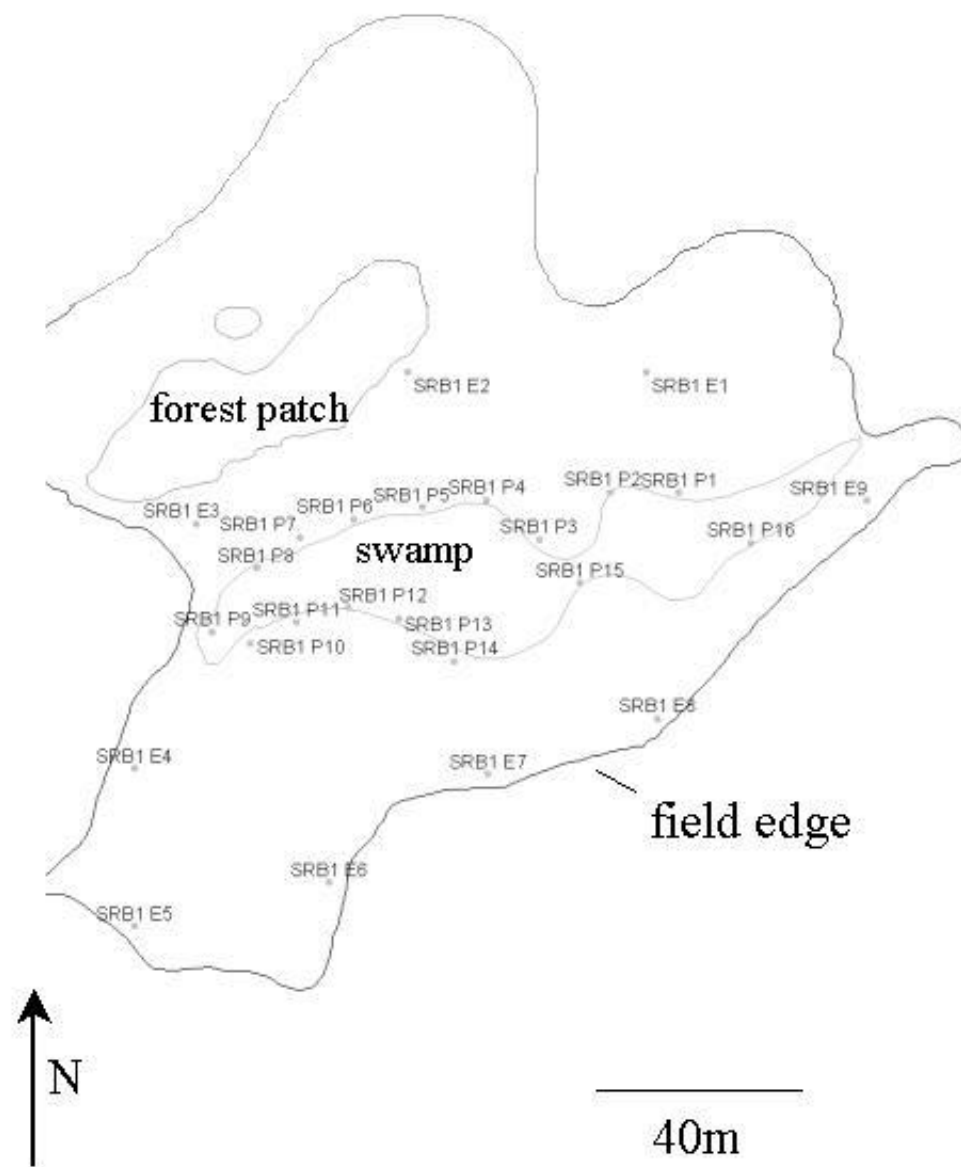 SRB1 E2
SRB1 E1
forest patch
SRB1 P4
SRB1 P2
SRB1 P1
SRB1 P5
SRB1 E9
SRB1 E3
SRB1 P6
SRB1 P7
SRB1 P3
SRB1 P16
SRB1 P8
swamp
SRB1 P15
SRB1 P12
SRB1 P9
SRB1 P11
SRB1 P13
SRB1 P10
SRB1 P14
SRB1 E8
SRB1 E4
SRB1 E7
field edge
SRB1 E6
SRB1 E5
N
40m